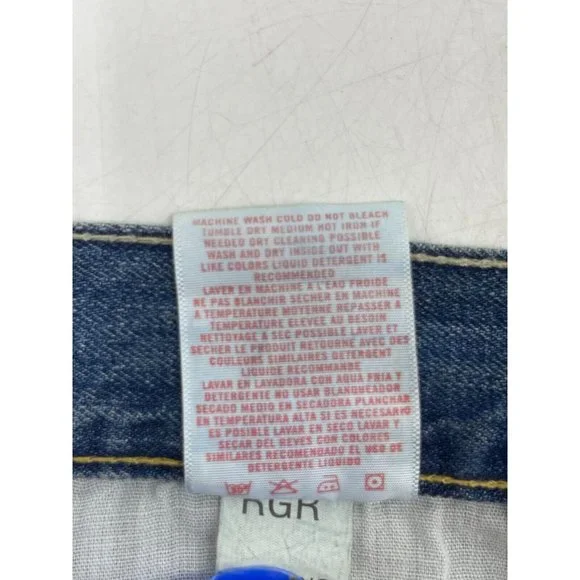 MACHINE WASH COLD DO NOT BLEACH
TUMBLE DRY MEDIUM HOT IRON IF
NEEDED DRY CLEANING POSSIBLE
WASH AND DRY INSIDE OUT WITH
LIKE COLORS LIQUID DETERGENT IS
RECOMMENDED
LAVER EN MACHINE A L'EAU FROIDE
NE PAS BLANCHIR SECHER EN MACHINE
A TEMPERATURE MOYENNE REPASSER A
TEMPERATURE ELEVEE AU BESOIN
NETTOYAGE A SEC POSSIBLE LAVER ET
SECHER LE PRODUIT RETOURNE AVEC DES
COULEURS SIMILAIRES DETERGENT
LIQUIDE RECOMMANDE
LAVAR EN LAVADORA CON AGUA FRIA Y
DETERGENTE NO USAR BLANQUEADOR
SECADO MEDIO EN SECADORA PLANCHAR
EN TEMPERATURA ALTA SI ES NECESARIO
ES POSIBLE LAVAR EN SECO LAVAR Y
SECAR DEL REVES CON COLORES
SIMILARES RECOMENDADO EL USO DE
DETERGENTE LIQUIDO
RGR